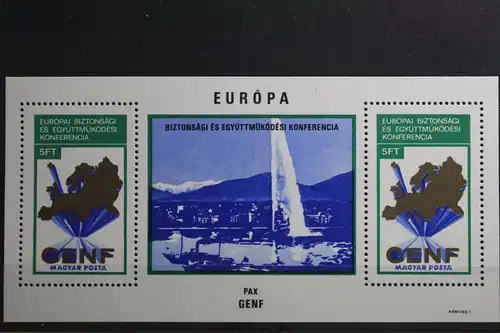 EURÓPA
EURÓPAI BIZTONSÁGI
ÉS EGYÜTTMŰKÖDÉSI
KONFERENCIA
5FT
GENF
MAGYAR POSTA
BIZTONSÁGI ÉS EGYÜTTMŰKÖDÉSI KONFERENCIA
EURÓPAI BIZTONSÁGI
ÉS EGYÜTTMŰKÖDÉSI
KONFERENCIA
5FT
GENF
MAGYAR POSTA
PAX
GENF